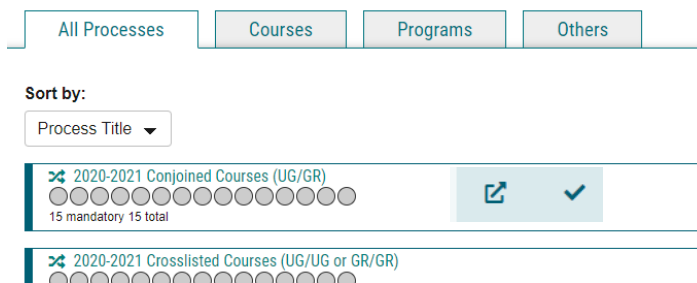 All Processes Courses Programs Others
Sort by:
Process Title
2020-2021 Conjoined Courses (UG/GR)
15 mandatory 15 total
2020-2021 Crosslisted Courses (UG/UG or GR/GR)